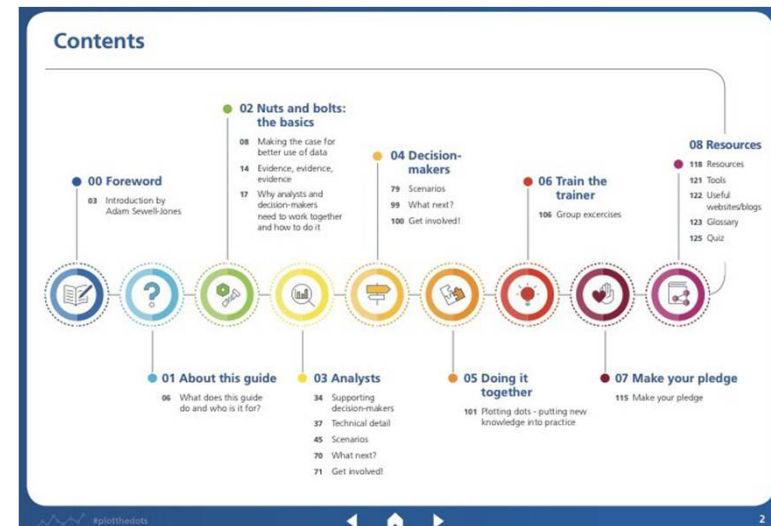 Contents
00 Foreword
03 Introduction by
Adam Sewell-Jones
01 About this guide
06 What does this guide
do and who is it for?
02 Nuts and bolts:
the basics
08 Making the case for
better use of data
14 Evidence, evidence,
evidence
17 Why analysts and
decision-makers
need to work together
and how to do it
03 Analysts
34 Supporting
decision-makers
37 Technical detail
45 Scenarios
70 What next?
71 Get involved!
04 Decision-
makers
79 Scenarios
99 What next?
100 Get involved!
05 Doing it
together
101 Plotting dots - putting new
knowledge into practice
06 Train the
trainer
106 Group excercises
07 Make your pledge
115 Make your pledge
08 Resources
118 Resources
121 Tools
122 Useful
websites/blogs
123 Glossary
125 Quiz
#plotthedots
2